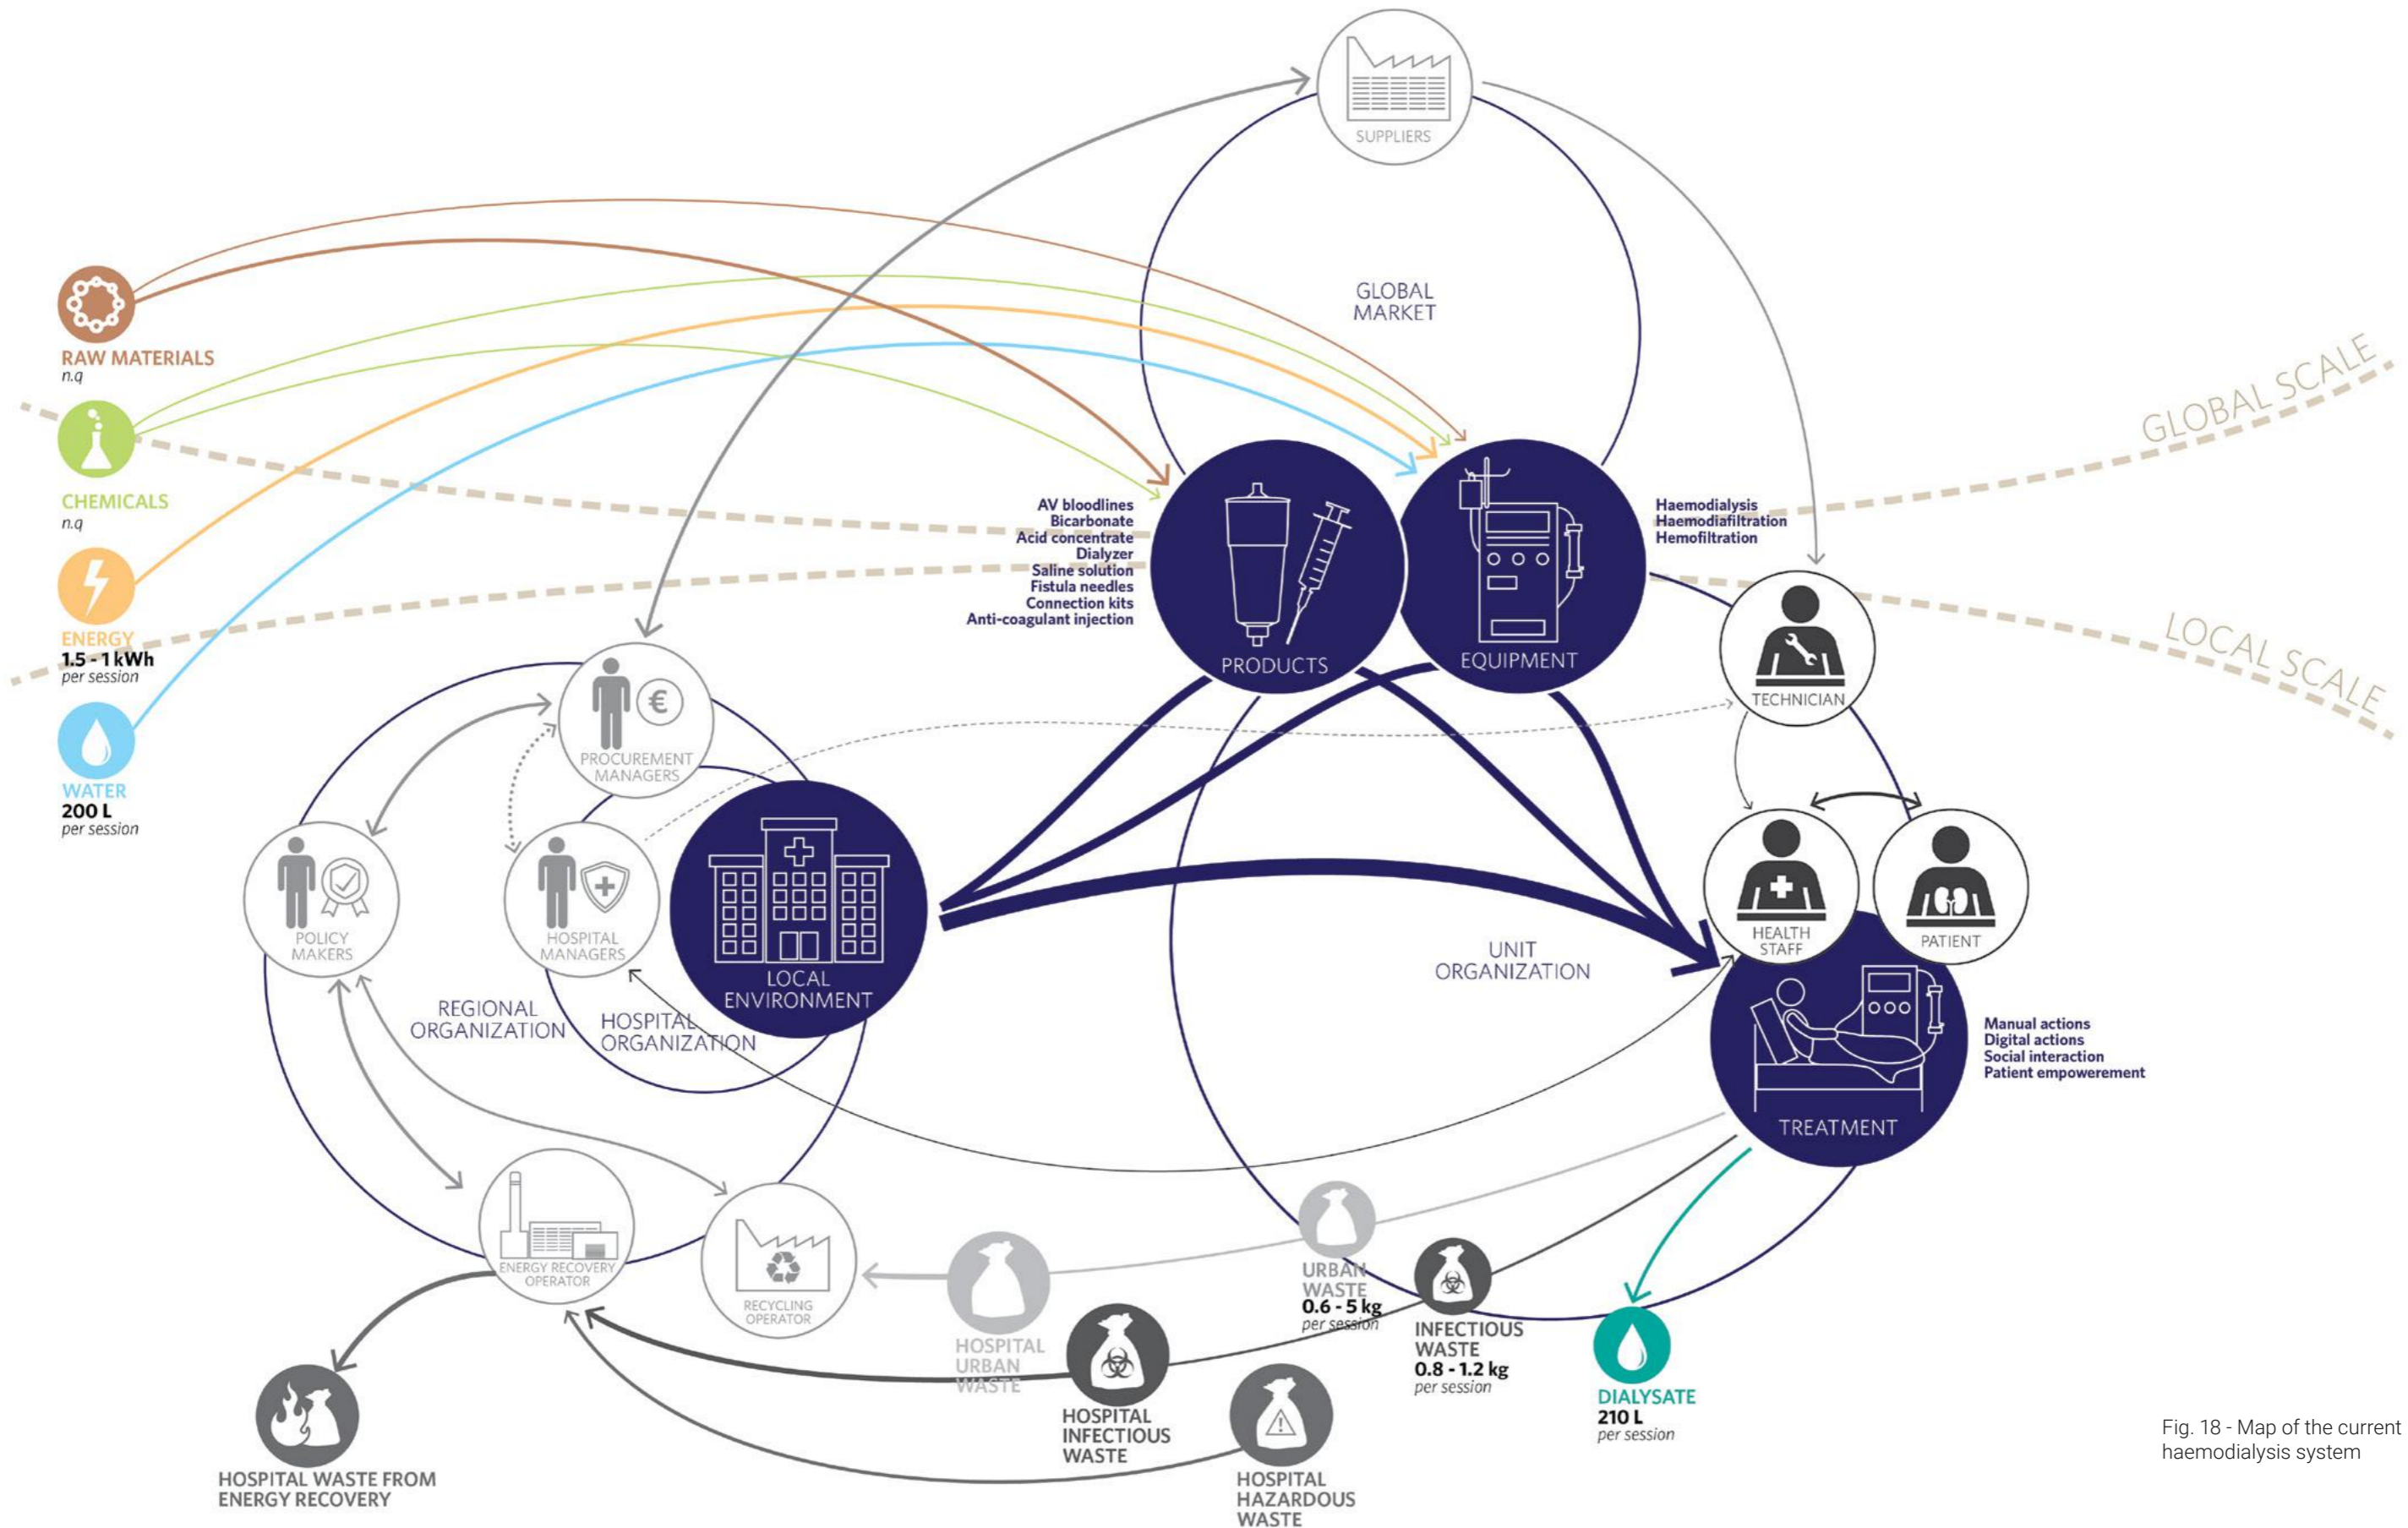 SUPPLIERS
GLOBAL
MARKET
RAW MATERIALS
n.q
CHEMICALS
n.q
ENERGY
1.5 - 1 kWh
per session
WATER
200 L
per session
GLOBAL SCALE
LOCAL SCALE
AV bloodlines
Bicarbonate
Acid concentrate
Dialyzer
Saline solution
Fistula needles
Connection kits
Anti-coagulant injection
PRODUCTS
EQUIPMENT
Haemodialysis
Haemodiafiltration
Hemofiltration
TECHNICIAN
€
PROCUREMENT
MANAGERS
POLICY
MAKERS
HOSPITAL
MANAGERS
LOCAL
ENVIRONMENT
REGIONAL
ORGANIZATION
HOSPITAL
ORGANIZATION
UNIT
ORGANIZATION
HEALTH
STAFF
PATIENT
TREATMENT
Manual actions
Digital actions
Social interaction
Patient empowerement
ENERGY RECOVERY
OPERATOR
RECYCLING
OPERATOR
HOSPITAL
URBAN
WASTE
URBAN
WASTE
0.6 - 5 kg
per session
INFECTIOUS
WASTE
0.8 - 1.2 kg
per session
DIALYSATE
210 L
per session
HOSPITAL
INFECTIOUS
WASTE
HOSPITAL
HAZARDOUS
WASTE
HOSPITAL WASTE FROM
ENERGY RECOVERY
Fig. 18 - Map of the current
haemodialysis system